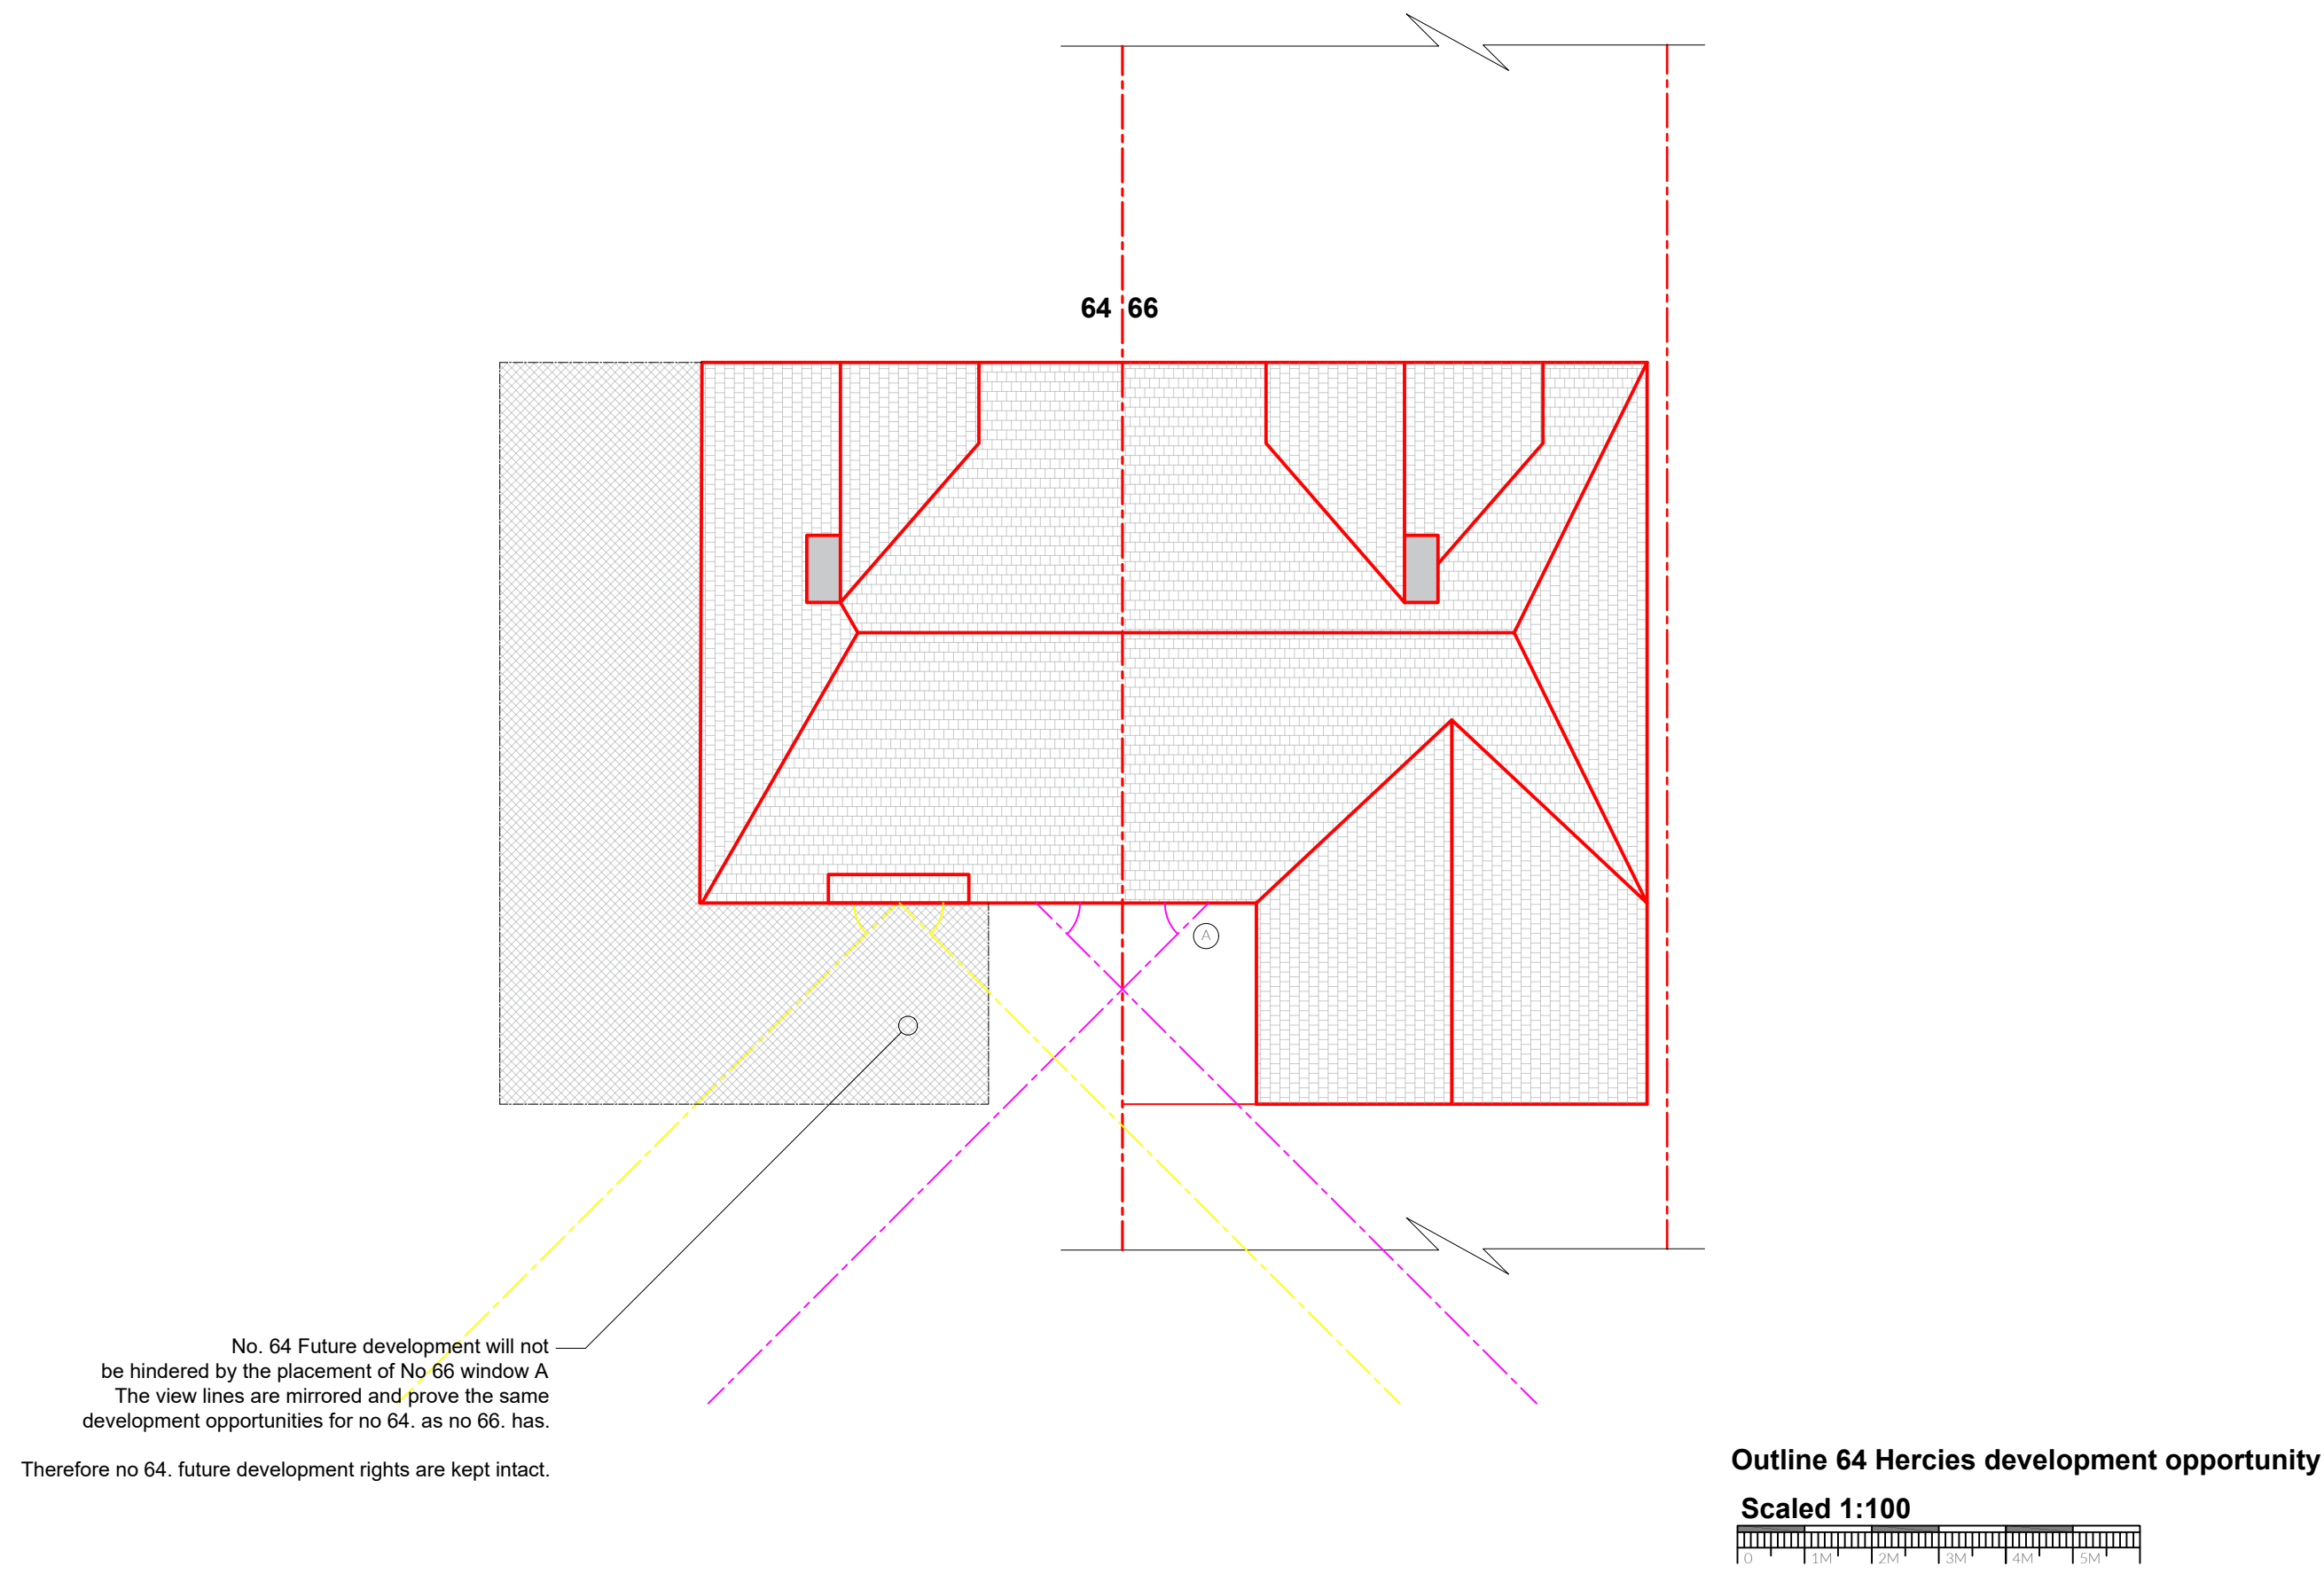 64 66
A
No. 64 Future development will not
be hindered by the placement of No 66 window A
The view lines are mirrored and prove the same
development opportunities for no 64. as no 66. has.
Therefore no 64. future development rights are kept intact.
Outline 64 Hercies development opportunity
Scaled 1:100
0 1M 2M 3M 4M 5M